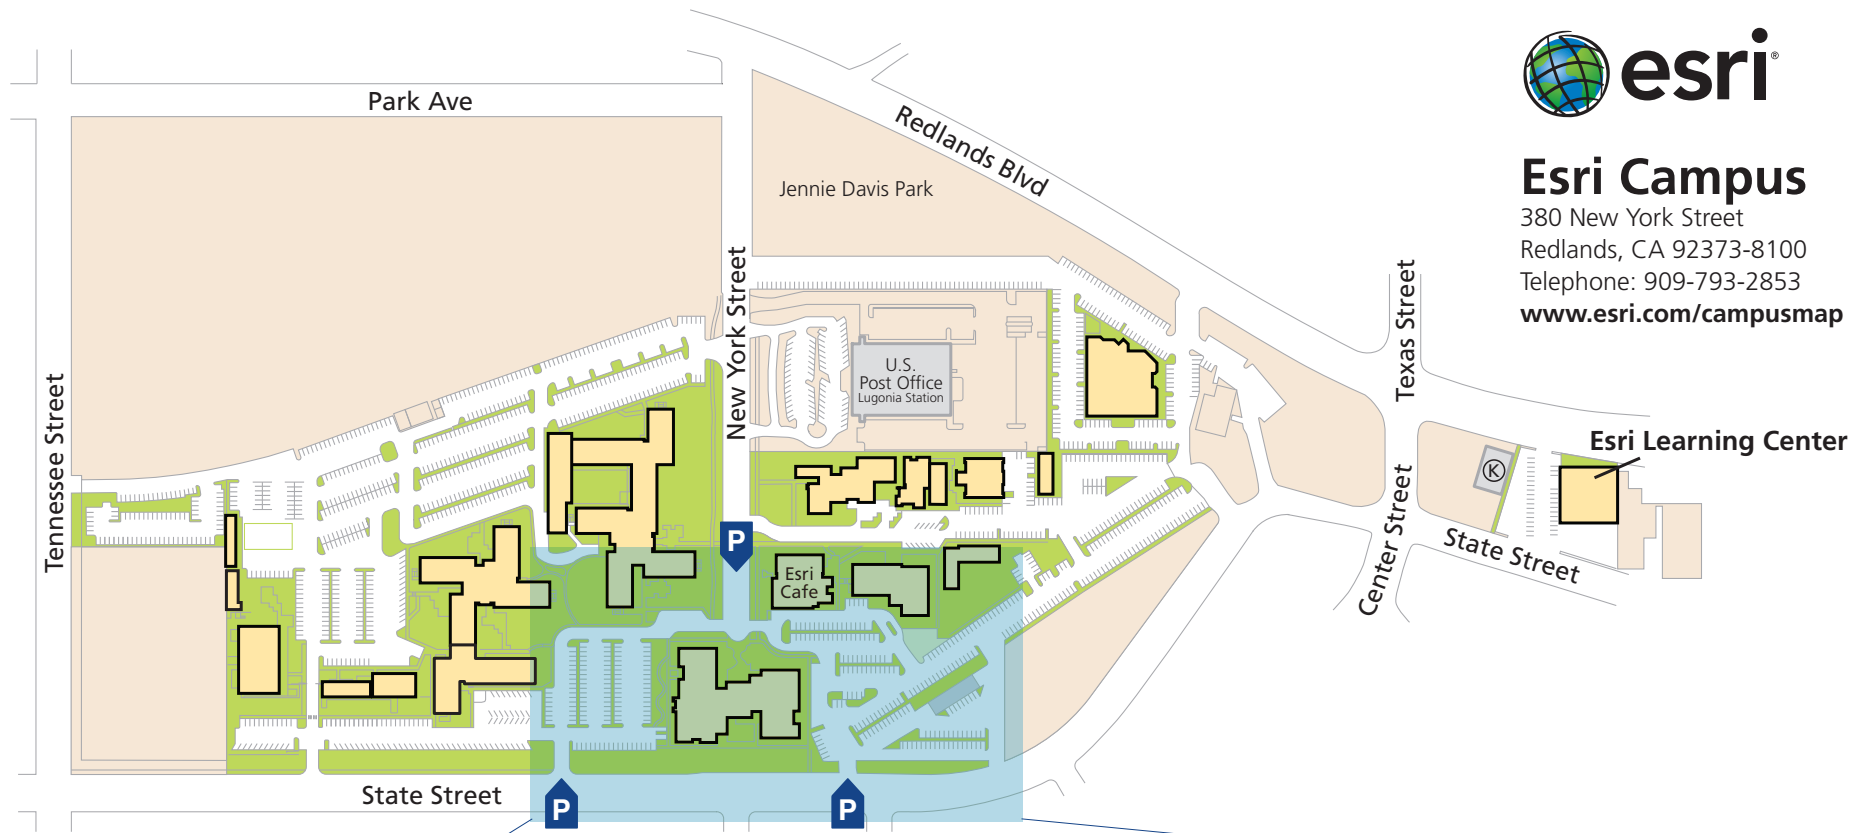 esri®
Esri Campus
380 New York Street
Redlands, CA 92373-8100
Telephone: 909-793-2853
www.esri.com/campusmap
Park Ave
Redlands Blvd
Jennie Davis Park
New York Street
Texas Street
U.S.
Post Office
Lugonia Station
Tennessee Street
Esri Learning Center
K
Center Street
State Street
P
Esri
Cafe
State Street
P
P